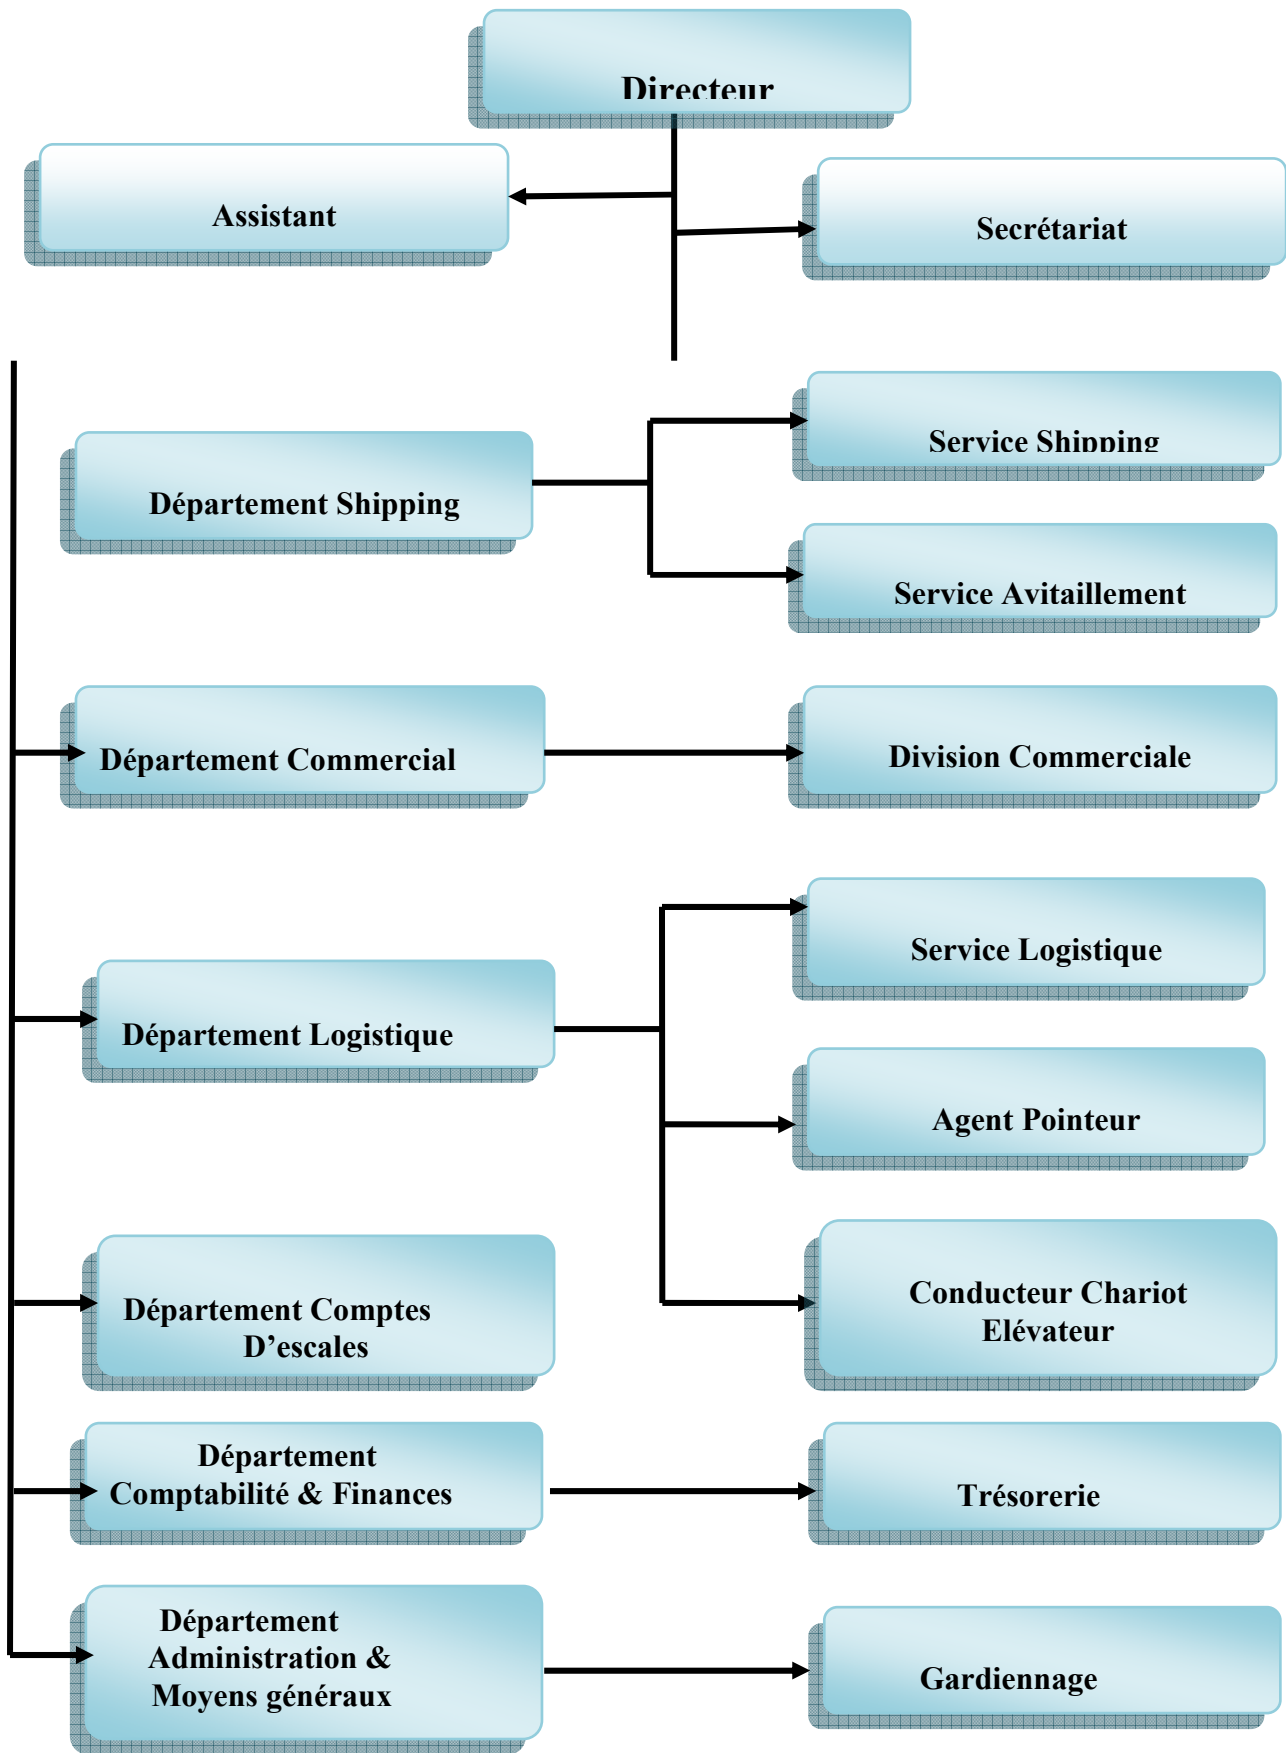 Directeur
Assistant
Secrétariat
Service Shipping
Département Shipping
Service Avitaillement
Département Commercial
Division Commerciale
Service Logistique
Département Logistique
Agent Pointeur
Conducteur Chariot
Elévateur
Département Comptes
D’escales
Département
Comptabilité & Finances
Trésorerie
Département
Administration &
Moyens généraux
Gardiennage